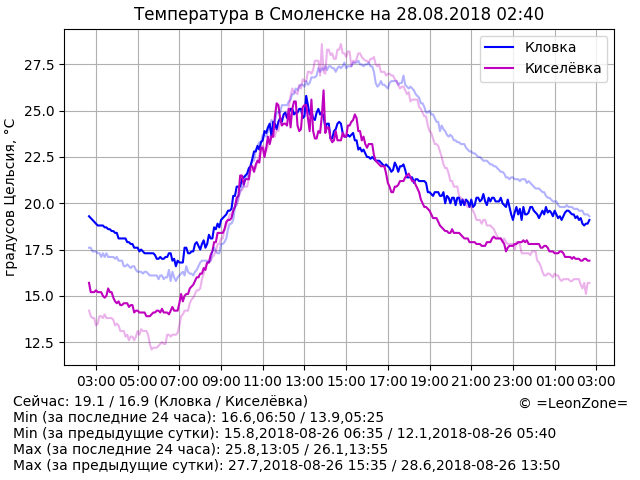 Температура в Смоленске на 28.08.2018 02:40
градусов Цельсия, °C
27.5
25.0
22.5
20.0
17.5
15.0
12.5
Кловка
Киселёвка
03:00 05:00 07:00 09:00 11:00 13:00 15:00 17:00 19:00 21:00 23:00 01:00 03:00
Сейчас: 19.1 / 16.9 (Кловка / Киселёвка)
© =LeonZone=
Min (за последние 24 часа): 16.6,06:50 / 13.9,05:25
Min (за предыдущие сутки): 15.8,2018-08-26 06:35 / 12.1,2018-08-26 05:40
Max (за последние 24 часа): 25.8,13:05 / 26.1,13:55
Max (за предыдущие сутки): 27.7,2018-08-26 15:35 / 28.6,2018-08-26 13:50